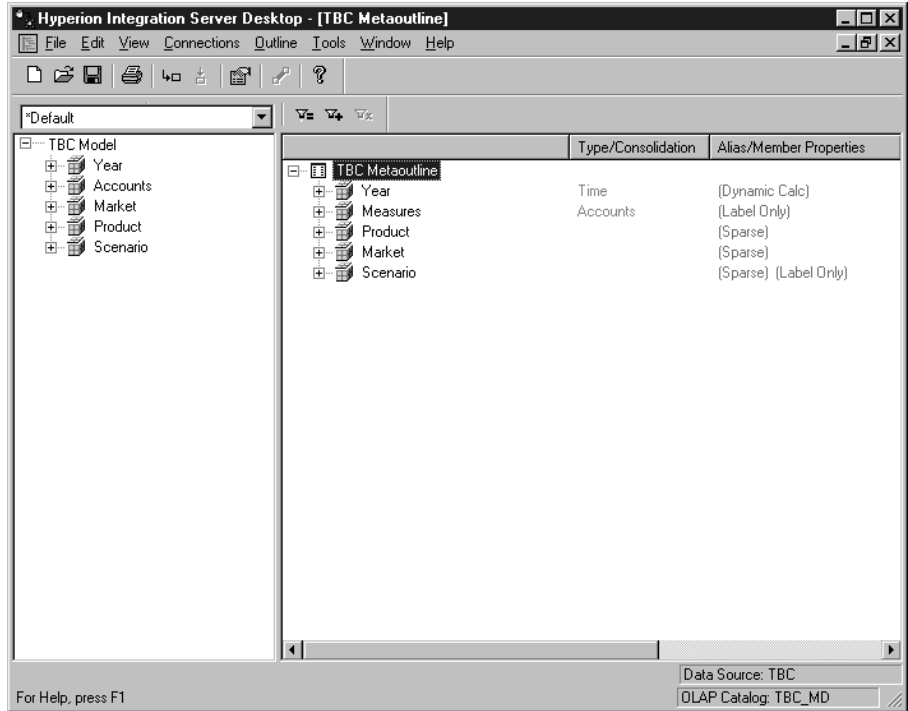 Hyperion Integration Server Desktop - [TBC Metaoutline]
File Edit View Connections Outline Tools Window Help
*Default
TBC Model
Year
Accounts
Market
Product
Scenario
Type/Consolidation Alias/Member Properties
TBC Metaoutline
Year Time (Dynamic Calc)
Measures Accounts (Label Only)
Product (Sparse)
Market (Sparse)
Scenario (Sparse) (Label Only)
Data Source: TBC
For Help, press F1 OLAP Catalog: TBC_MD